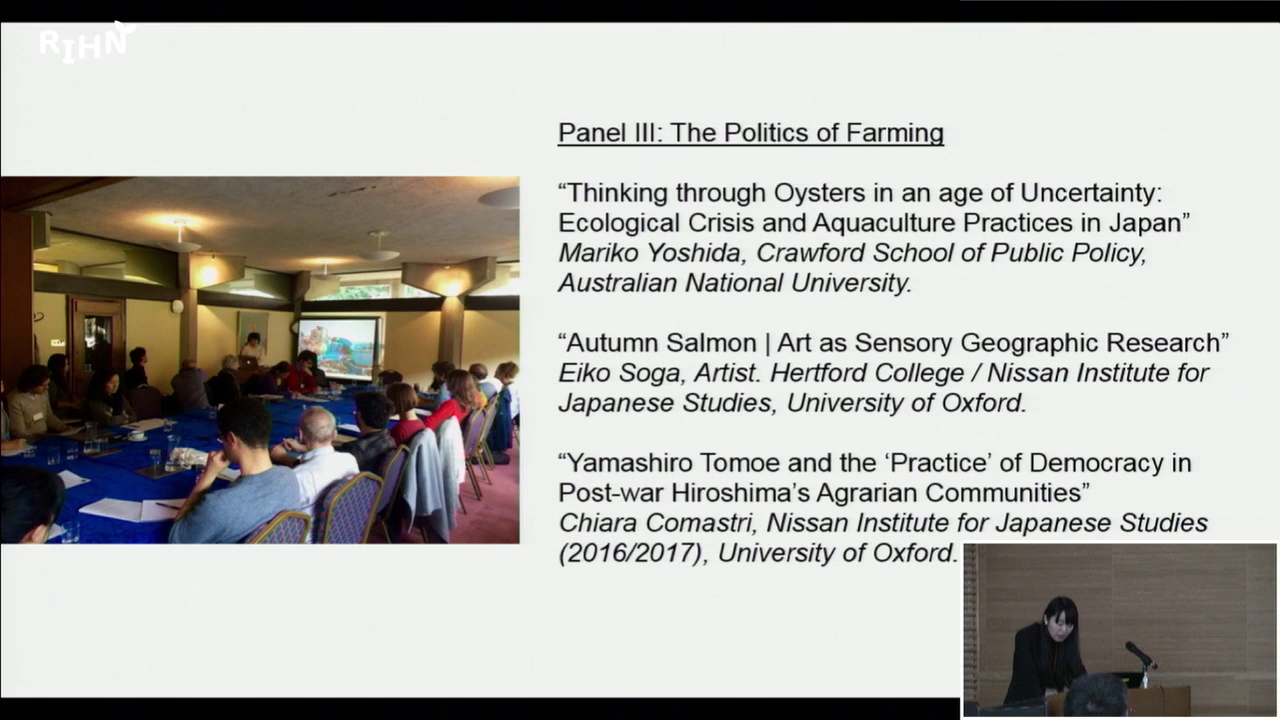 RIHN
Panel III: The Politics of Farming
“Thinking through Oysters in an age of Uncertainty:
Ecological Crisis and Aquaculture Practices in Japan”
Mariko Yoshida, Crawford School of Public Policy,
Australian National University.
“Autumn Salmon | Art as Sensory Geographic Research”
Eiko Soga, Artist. Hertford College / Nissan Institute for
Japanese Studies, University of Oxford.
“Yamashiro Tomoe and the ‘Practice’ of Democracy in
Post-war Hiroshima’s Agrarian Communities”
Chiara Comastri, Nissan Institute for Japanese Studies
(2016/2017), University of Oxford.